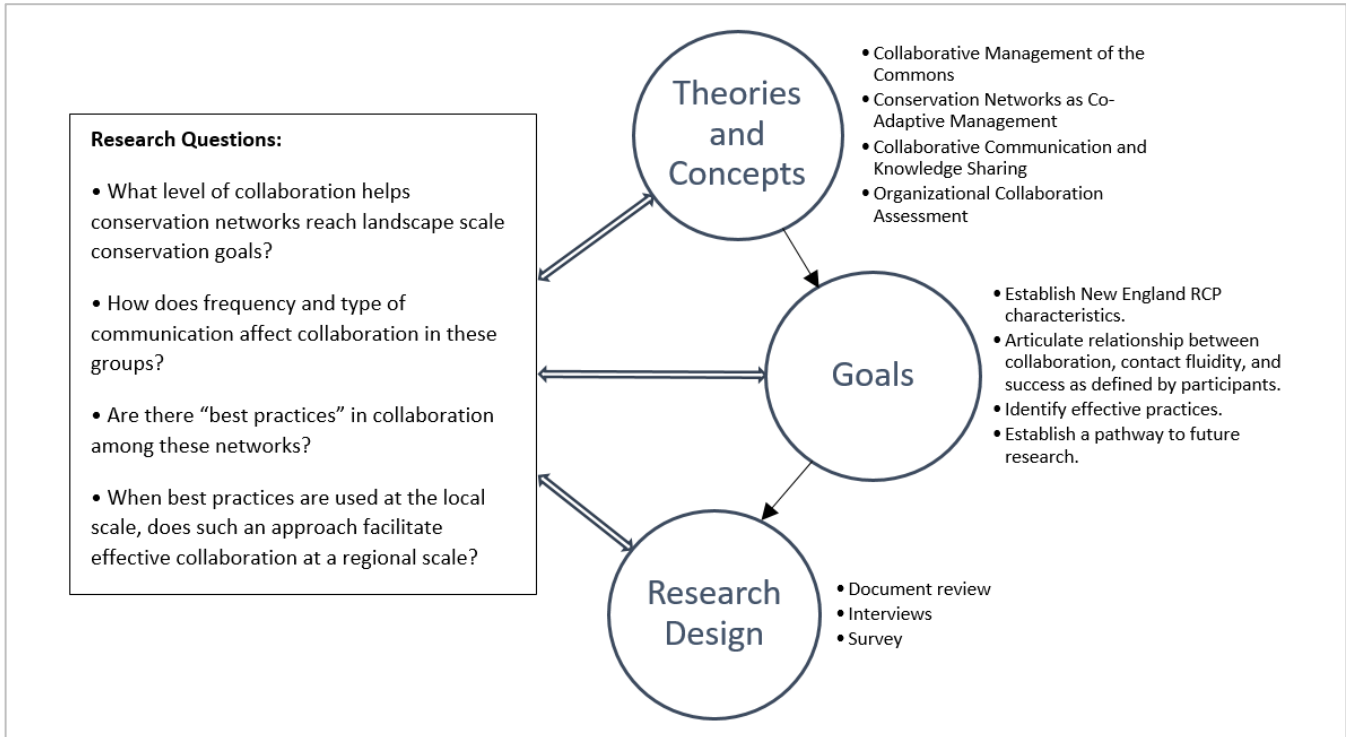 Research Questions:
• What level of collaboration helps
conservation networks reach landscape scale
conservation goals?
• How does frequency and type of
communication affect collaboration in these
groups?
• Are there “best practices” in collaboration
among these networks?
• When best practices are used at the local
scale, does such an approach facilitate
effective collaboration at a regional scale?
Theories
and
Concepts
• Collaborative Management of the
Commons
• Conservation Networks as Co-
Adaptive Management
• Collaborative Communication and
Knowledge Sharing
• Organizational Collaboration
Assessment
Goals
• Establish New England RCP
characteristics.
• Articulate relationship between
collaboration, contact fluidity, and
success as defined by participants.
• Identify effective practices.
• Establish a pathway to future
research.
Research
Design
• Document review
• Interviews
• Survey